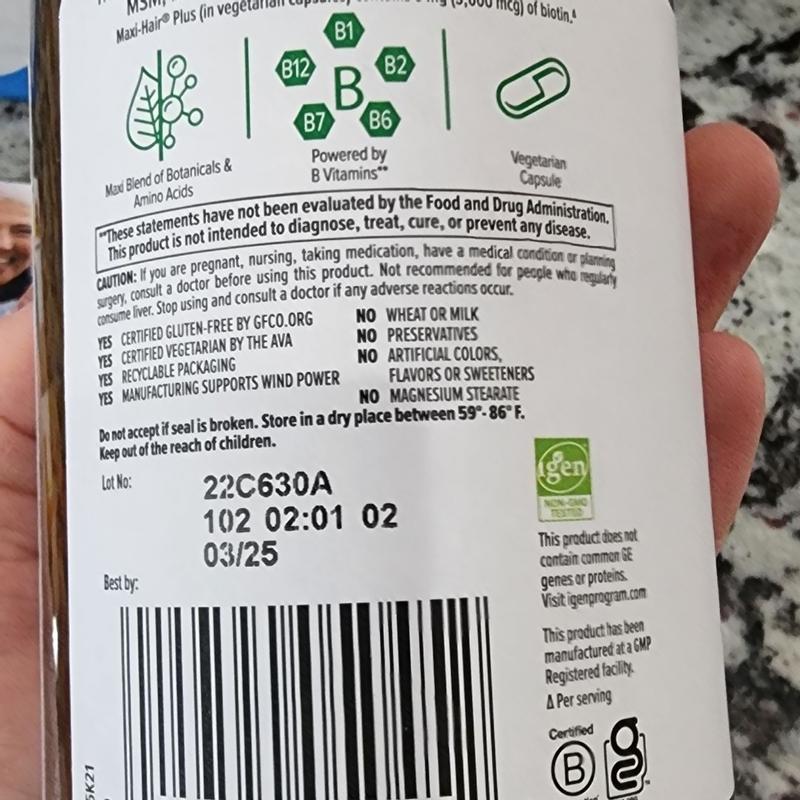 MSM,
Maxi-Hair® Plus (in vegetarian capsules) mg (5,000 mcg) of biotin.Δ
B1
B12
B2
B
B7
B6
Maxi Blend of Botanicals &
Amino Acids
Powered by
B Vitamins**
Vegetarian
Capsule
**These statements have not been evaluated by the Food and Drug Administration.
This product is not intended to diagnose, treat, cure, or prevent any disease.
CAUTION: If you are pregnant, nursing, taking medication, have a medical condition or planning
surgery, consult a doctor before using this product. Not recommended for people who regularly
consume liver. Stop using and consult a doctor if any adverse reactions occur.
YES CERTIFIED GLUTEN-FREE BY GFCO.ORG
YES CERTIFIED VEGETARIAN BY THE AVA
YES RECYCLABLE PACKAGING
YES MANUFACTURING SUPPORTS WIND POWER
NO WHEAT OR MILK
NO PRESERVATIVES
NO ARTIFICIAL COLORS,
FLAVORS OR SWEETENERS
NO MAGNESIUM STEARATE
Do not accept if seal is broken. Store in a dry place between 59°- 86° F.
Keep out of the reach of children.
Lot No:
22C630A
102 02:01 02
03/25
Best by:
igen
NON-GMO
TESTED
This product does not
contain common GE
genes or proteins.
Visit igenprogram.com
This product has been
manufactured at a GMP
Registered facility.
Δ Per serving
Certified
B
g
5K21